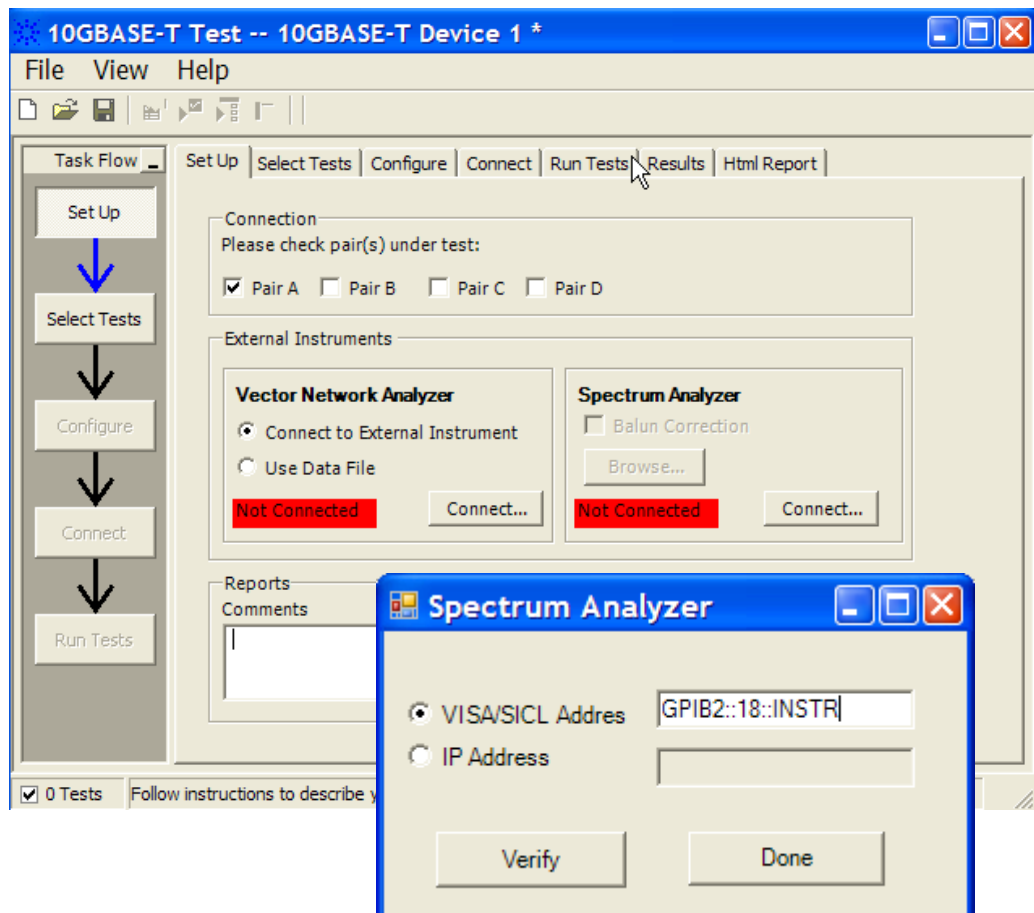 10GBASE-T Test -- 10GBASE-T Device 1 *
File View Help
Task Flow
Set Up
Select Tests
Configure
Connect
Run Tests
Set Up Select Tests Configure Connect Run Tests Results Html Report
Connection
Please check pair(s) under test:
Pair A Pair B Pair C Pair D
External Instruments
Vector Network Analyzer
Connect to External Instrument
Use Data File
Not Connected Connect...
Spectrum Analyzer
Balun Correction
Browse...
Not Connected Connect...
Reports
Comments
0 Tests Follow instructions to describe
Spectrum Analyzer
VISA/SICL Addres GPIB2::18::INSTR
IP Address
Verify Done